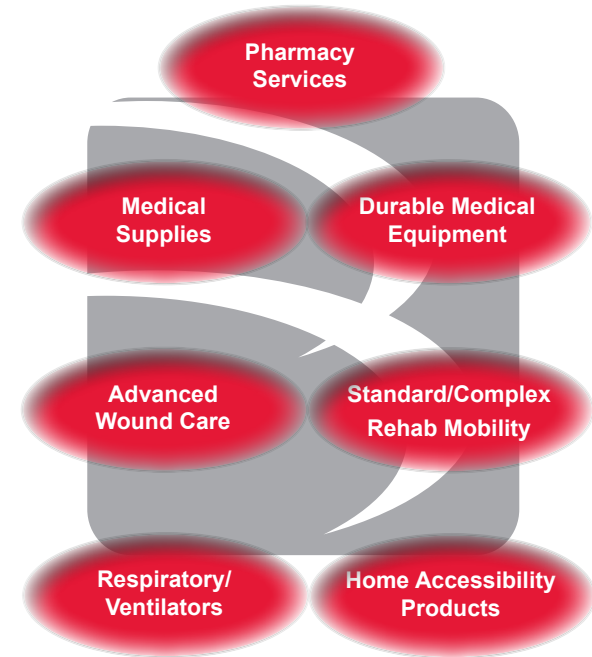 Pharmacy
Services
Medical
Supplies
Durable Medical
Equipment
Advanced
Wound Care
Standard/Complex
Rehab Mobility
Respiratory/
Ventilators
Home Accessibility
Products